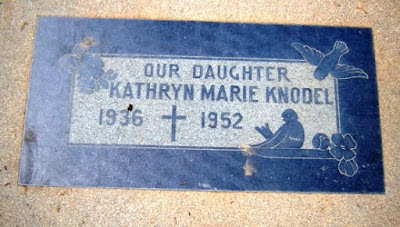 OUR DAUGHTER
KATHRYN MARIE KNODEL
1936 1952